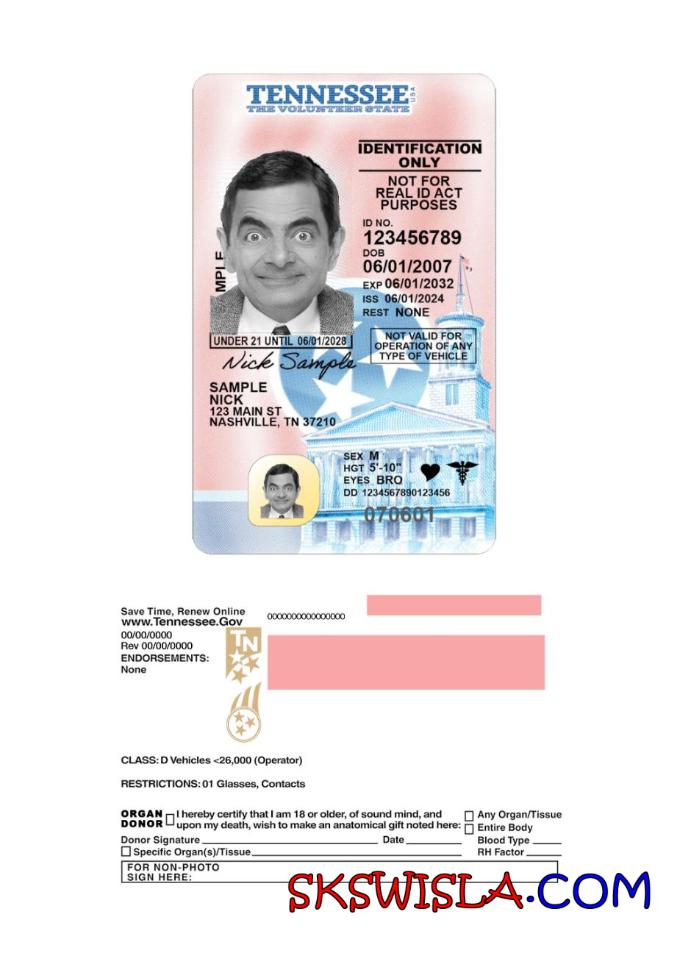 TENNESSEE USA
THE VOLUNTEER STATE
IDENTIFICATION
ONLY
NOT FOR
REAL ID ACT
PURPOSES
ID NO.
123456789
DOB
06/01/2007
EXP 06/01/2032
ISS 06/01/2024
REST NONE
MPLE
UNDER 21 UNTIL 06/01/2028
NOT VALID FOR
OPERATION OF ANY
TYPE OF VEHICLE
Nick Sample
SAMPLE
NICK
123 MAIN ST
NASHVILLE, TN 37210
SEX M
HGT 5'-10"
EYES BRO
DD 1234567890123456
070601
Save Time, Renew Online
www.Tennessee.Gov
00/00/0000
Rev 00/00/0000
ENDORSEMENTS:
None
TN
0000000000000000
CLASS: D Vehicles <26,000 (Operator)
RESTRICTIONS: 01 Glasses, Contacts
ORGAN DONOR I hereby certify that I am 18 or older, of sound mind, and
upon my death, wish to make an anatomical gift noted here:
Any Organ/Tissue
Entire Body
Donor Signature Date Blood Type
Specific Organ(s)/Tissue RH Factor
FOR NON-PHOTO
SIGN HERE:
SKSWISLA.COM